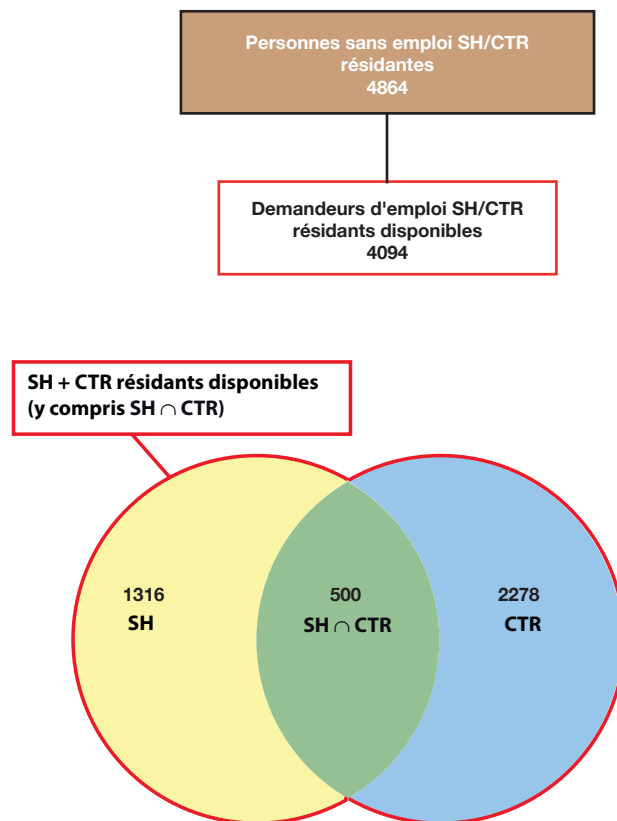 Personnes sans emploi SH/CTR
résidantes
4864
Demandeurs d'emploi SH/CTR
résidants disponibles
4094
SH + CTR résidants disponibles
(y compris SH ∩ CTR)
1316
SH
500
SH ∩ CTR
2278
CTR